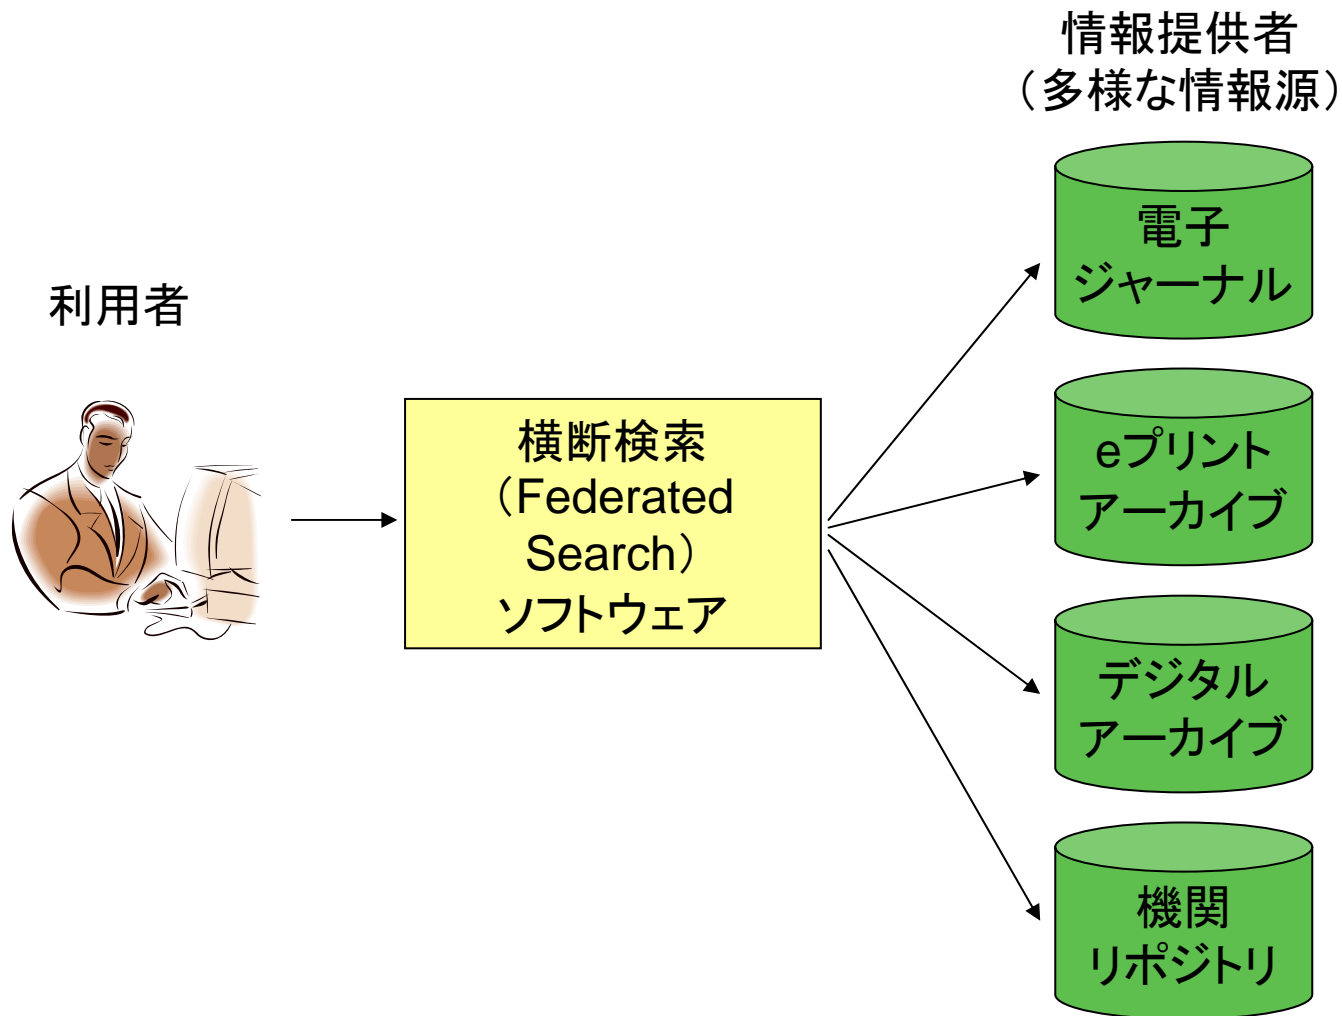 情報提供者
（多様な情報源）
利用者
横断検索
（Federated
Search）
ソフトウェア
電子
ジャーナル
eプリント
アーカイブ
デジタル
アーカイブ
機関
リポジトリ